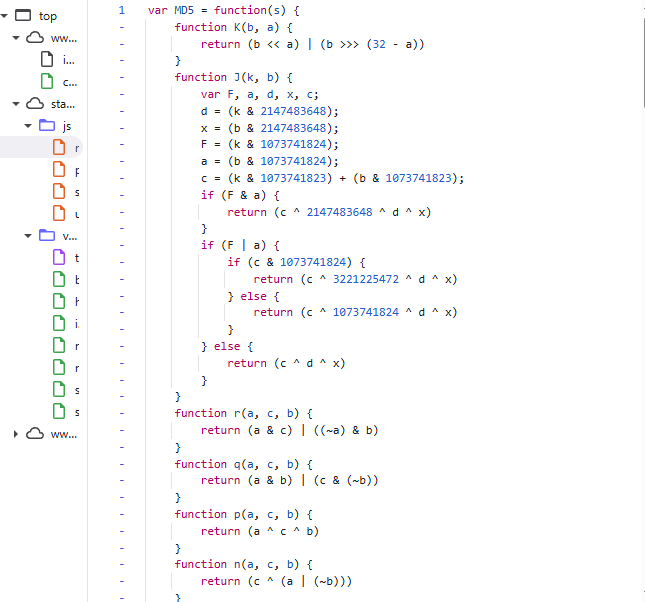 top
ww...
i...
c...
sta...
js
r
p
s
u
v...
t
b
h
i.
r
r
s
s
ww...
1 var MD5 = function(s) {
- function K(b, a) {
- return (b << a) | (b >>> (32 - a))
- }
- function J(k, b) {
- var F, a, d, x, c;
- d = (k & 2147483648);
- x = (b & 2147483648);
- F = (k & 1073741824);
- a = (b & 1073741824);
- c = (k & 1073741823) + (b & 1073741823);
- if (F & a) {
- return (c ^ 2147483648 ^ d ^ x)
- }
- if (F | a) {
- if (c & 1073741824) {
- return (c ^ 3221225472 ^ d ^ x)
- } else {
- return (c ^ 1073741824 ^ d ^ x)
- }
- } else {
- return (c ^ d ^ x)
- }
- }
- function r(a, c, b) {
- return (a & c) | ((~a) & b)
- }
- function q(a, c, b) {
- return (a & b) | (c & (~b))
- }
- function p(a, c, b) {
- return (a ^ c ^ b)
- }
- function n(a, c, b) {
- return (c ^ (a | (~b)))
- }